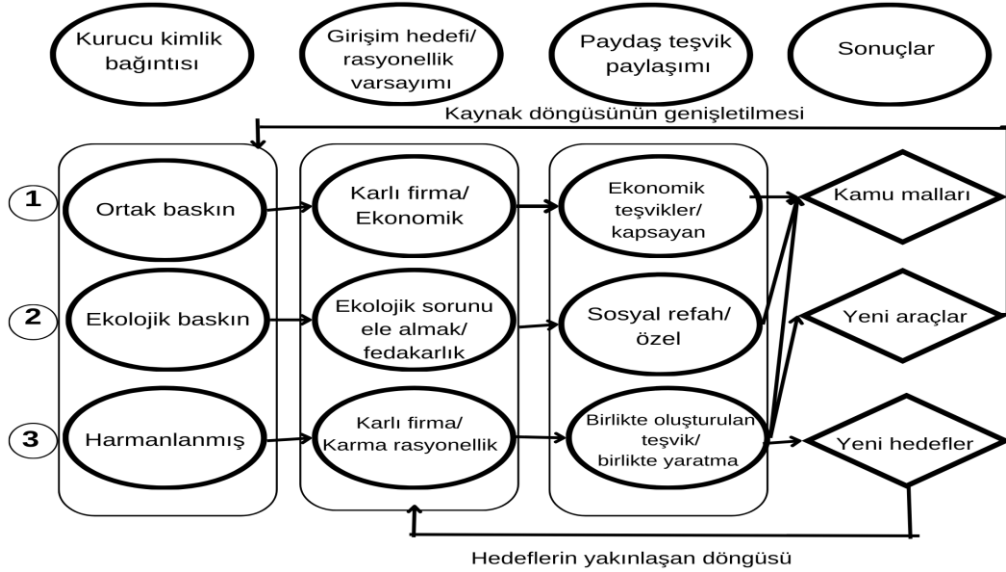 Kurucu kimlik
bağıntısı
Girişim hedefi/
rasyonellik
varsayımı
Paydaş teşvik
paylaşımı
Sonuçlar
Kaynak döngüsünün genişletilmesi
1
Ortak baskın
Karlı firma/
Ekonomik
Ekonomik
teşvikler/
kapsayan
Kamu malları
2
Ekolojik baskın
Ekolojik sorunu
ele almak/
fedakarlık
Sosyal refah/
özel
Yeni araçlar
3
Harmanlanmış
Karlı firma/
Karma rasyonellik
Birlikte oluşturulan
teşvik/
birlikte yaratma
Yeni hedefler
Hedeflerin yakınlaşan döngüsü